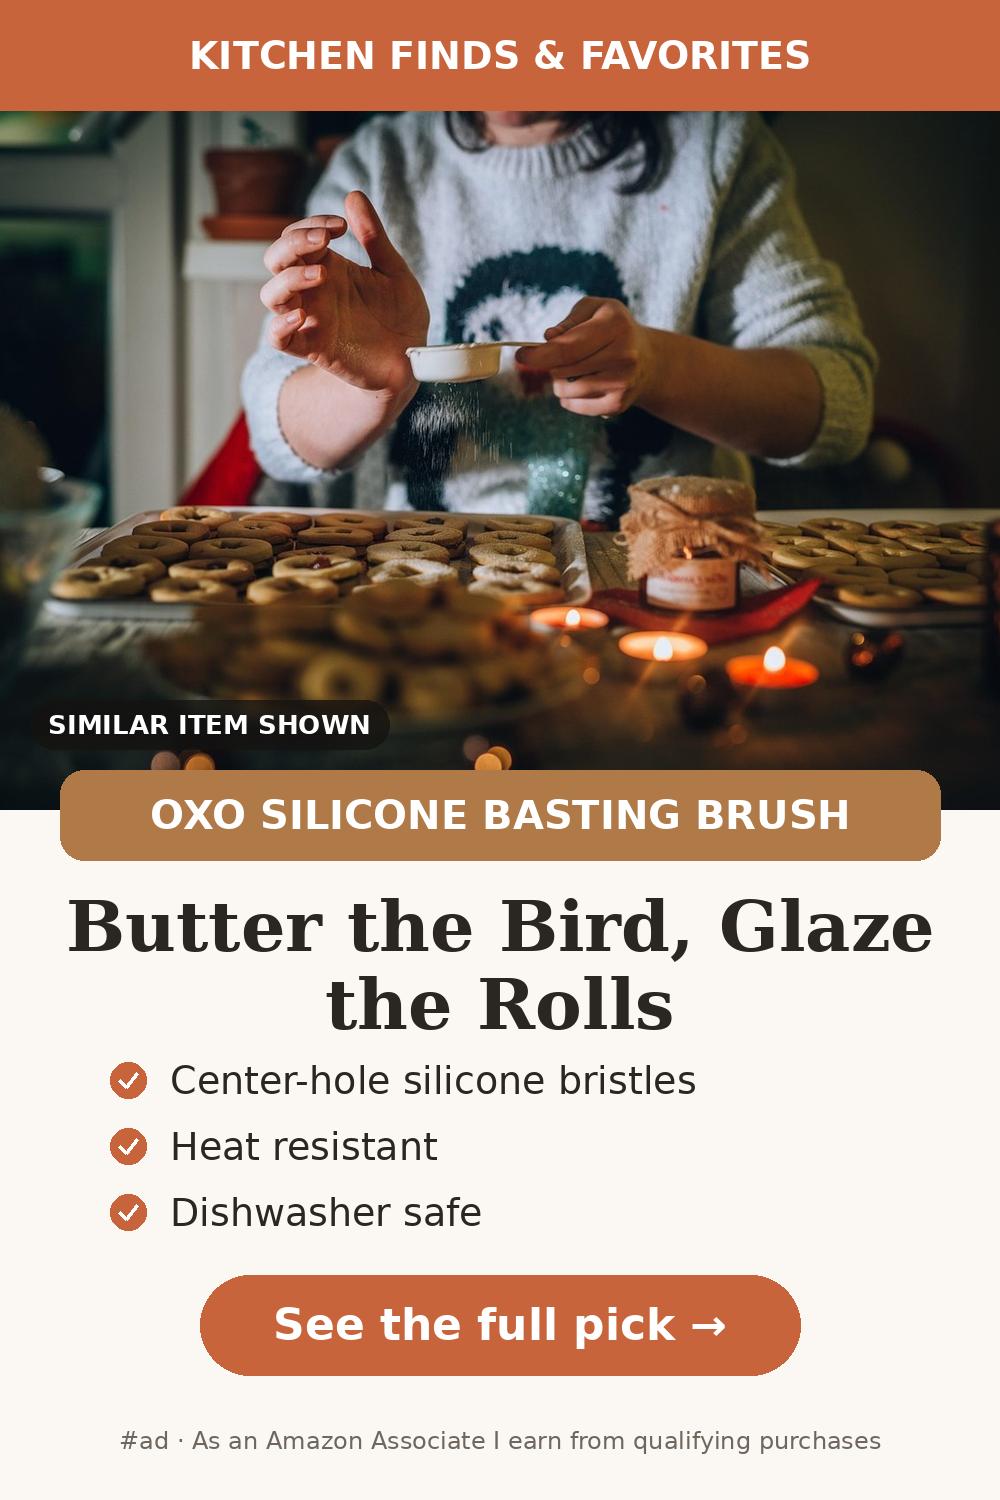 KITCHEN FINDS & FAVORITES
SIMILAR ITEM SHOWN
OXO SILICONE BASTING BRUSH
Butter the Bird, Glaze
the Rolls
Center-hole silicone bristles
Heat resistant
Dishwasher safe
See the full pick →
#ad · As an Amazon Associate I earn from qualifying purchases